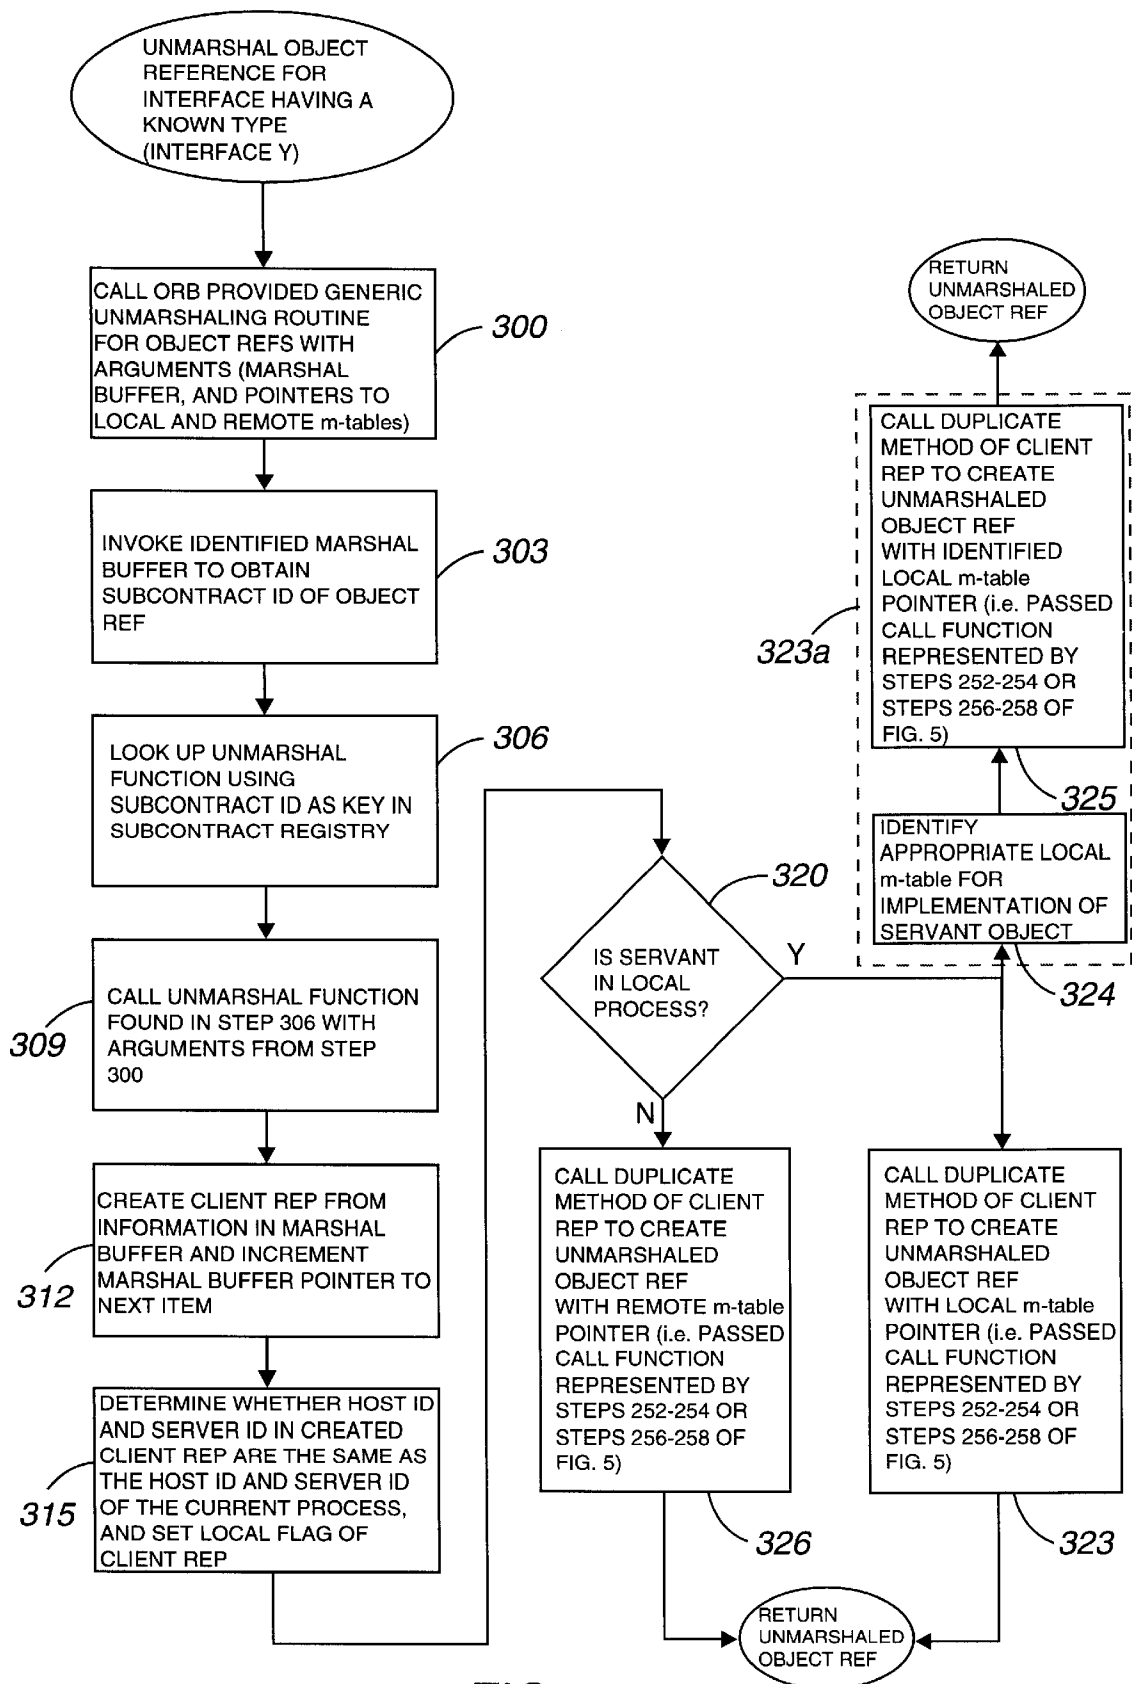 UNMARSHAL OBJECT
REFERENCE FOR
INTERFACE HAVING A
KNOWN TYPE
(INTERFACE Y)
CALL ORB PROVIDED GENERIC
UNMARSHALING ROUTINE
FOR OBJECT REFS WITH
ARGUMENTS (MARSHAL
BUFFER, AND POINTERS TO
LOCAL AND REMOTE m-tables)
300
INVOKE IDENTIFIED MARSHAL
BUFFER TO OBTAIN
SUBCONTRACT ID OF OBJECT
REF
303
LOOK UP UNMARSHAL
FUNCTION USING
SUBCONTRACT ID AS KEY IN
SUBCONTRACT REGISTRY
306
CALL UNMARSHAL FUNCTION
FOUND IN STEP 306 WITH
ARGUMENTS FROM STEP
300
309
CREATE CLIENT REP FROM
INFORMATION IN MARSHAL
BUFFER AND INCREMENT
MARSHAL BUFFER POINTER TO
NEXT ITEM
312
DETERMINE WHETHER HOST ID
AND SERVER ID IN CREATED
CLIENT REP ARE THE SAME AS
THE HOST ID AND SERVER ID
OF THE CURRENT PROCESS,
AND SET LOCAL FLAG OF
CLIENT REP
315
IS SERVANT
IN LOCAL
PROCESS?
320
Y
N
RETURN
UNMARSHALED
OBJECT REF
CALL DUPLICATE
METHOD OF CLIENT
REP TO CREATE
UNMARSHALED
OBJECT REF
WITH IDENTIFIED
LOCAL m-table
POINTER (i.e. PASSED
CALL FUNCTION
REPRESENTED BY
STEPS 252-254 OR
STEPS 256-258 OF
FIG. 5)
323a
325
IDENTIFY
APPROPRIATE LOCAL
m-table FOR
IMPLEMENTATION OF
SERVANT OBJECT
324
CALL DUPLICATE
METHOD OF CLIENT
REP TO CREATE
UNMARSHALED
OBJECT REF
WITH REMOTE m-table
POINTER (i.e. PASSED
CALL FUNCTION
REPRESENTED BY
STEPS 252-254 OR
STEPS 256-258 OF
FIG. 5)
326
CALL DUPLICATE
METHOD OF CLIENT
REP TO CREATE
UNMARSHALED
OBJECT REF
WITH LOCAL m-table
POINTER (i.e. PASSED
CALL FUNCTION
REPRESENTED BY
STEPS 252-254 OR
STEPS 256-258 OF
FIG. 5)
323
RETURN
UNMARSHALED
OBJECT REF